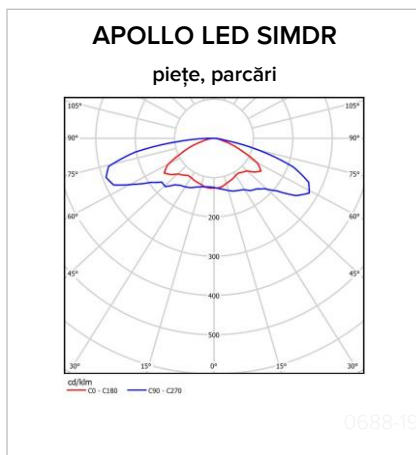 APOLLO LED SIMDR
piețe, parcări
105° 105°
90° 90°
75° 75°
60° 60°
200
300
45° 45°
400
500
30° 15° 0° 15° 30°
cd/klm
C0 - C180 C90 - C270
0688-19